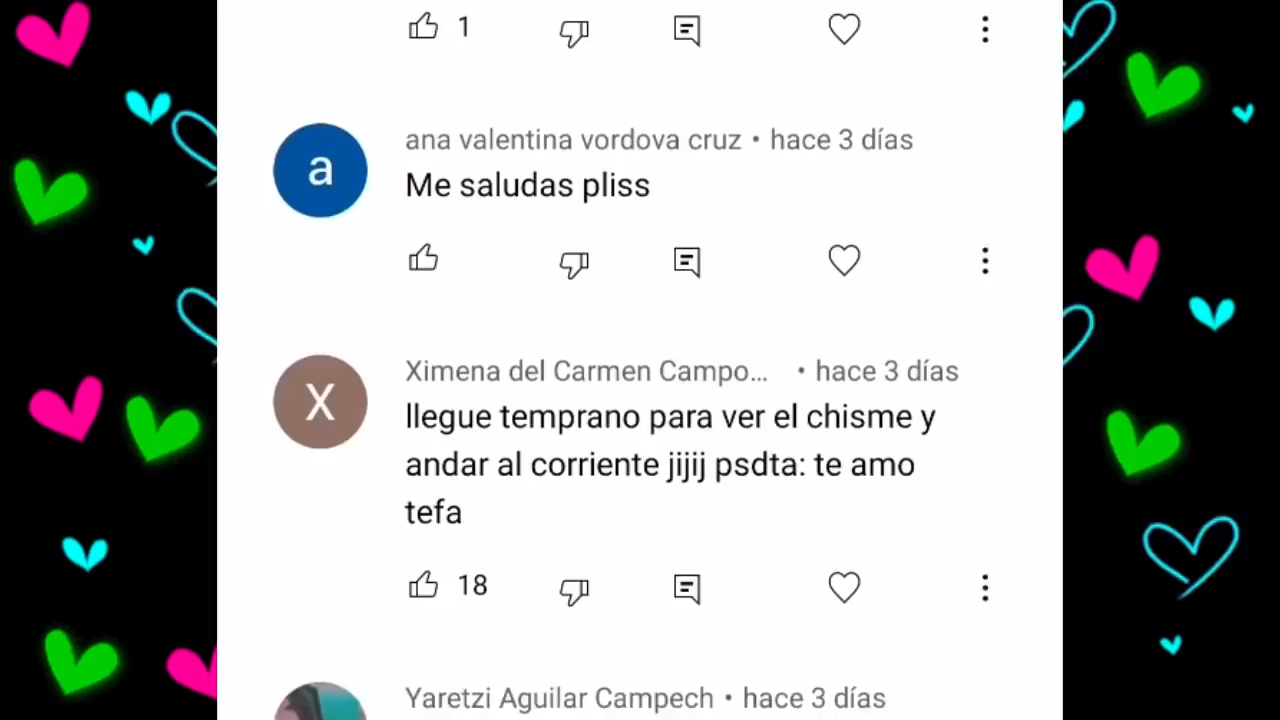 1
a
ana valentina vordova cruz • hace 3 días
Me saludas pliss
X
Ximena del Carmen Campo... • hace 3 días
llegue temprano para ver el chisme y
andar al corriente jijij psdta: te amo
tefa
18
Yaretzi Aguilar Campech • hace 3 días